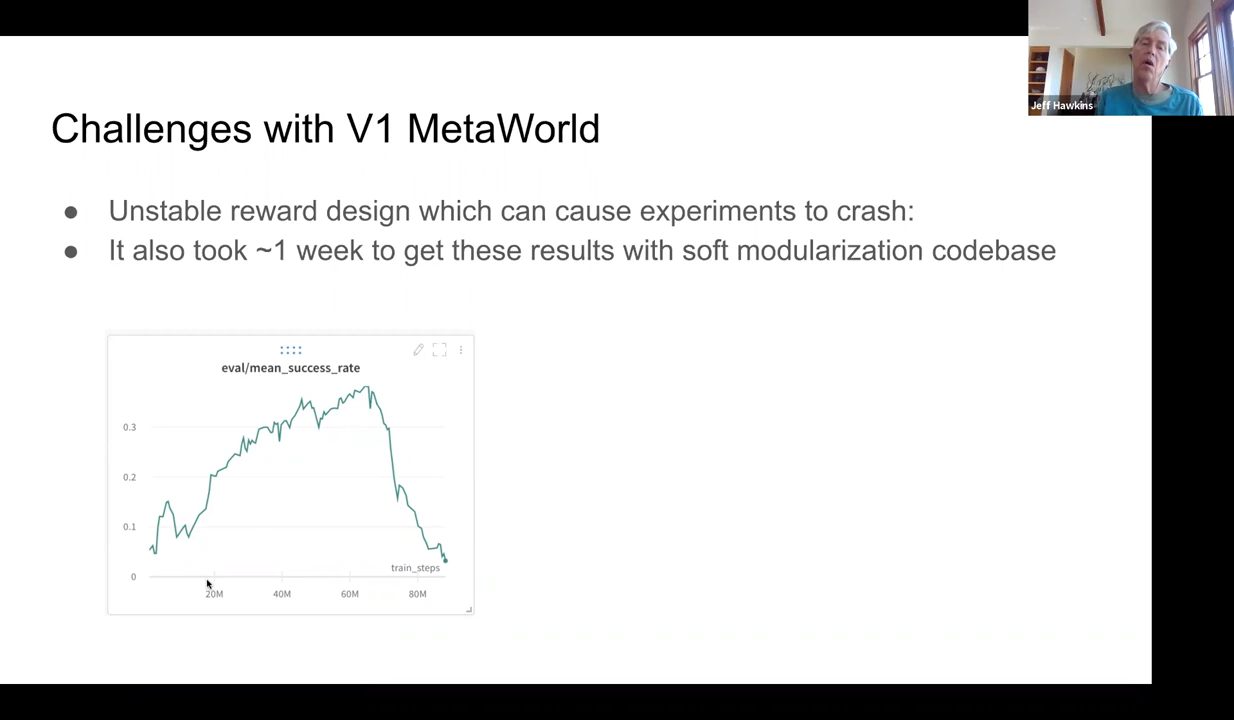 Jeff Hawkins
Challenges with V1 MetaWorld
● Unstable reward design which can cause experiments to crash:
● It also took ~1 week to get these results with soft modularization codebase
eval/mean_success_rate
0.3
0.2
0.1
0
train_steps
20M 40M 60M 80M